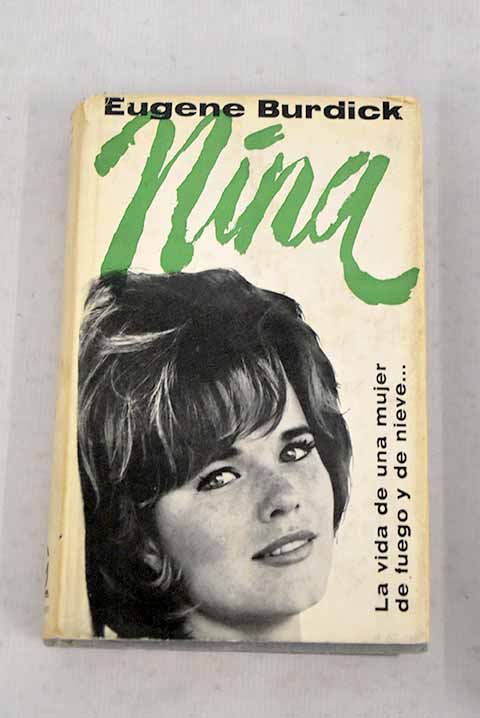 Eugene Burdick
Nina
La vida de una mujer
de fuego y de nieve...